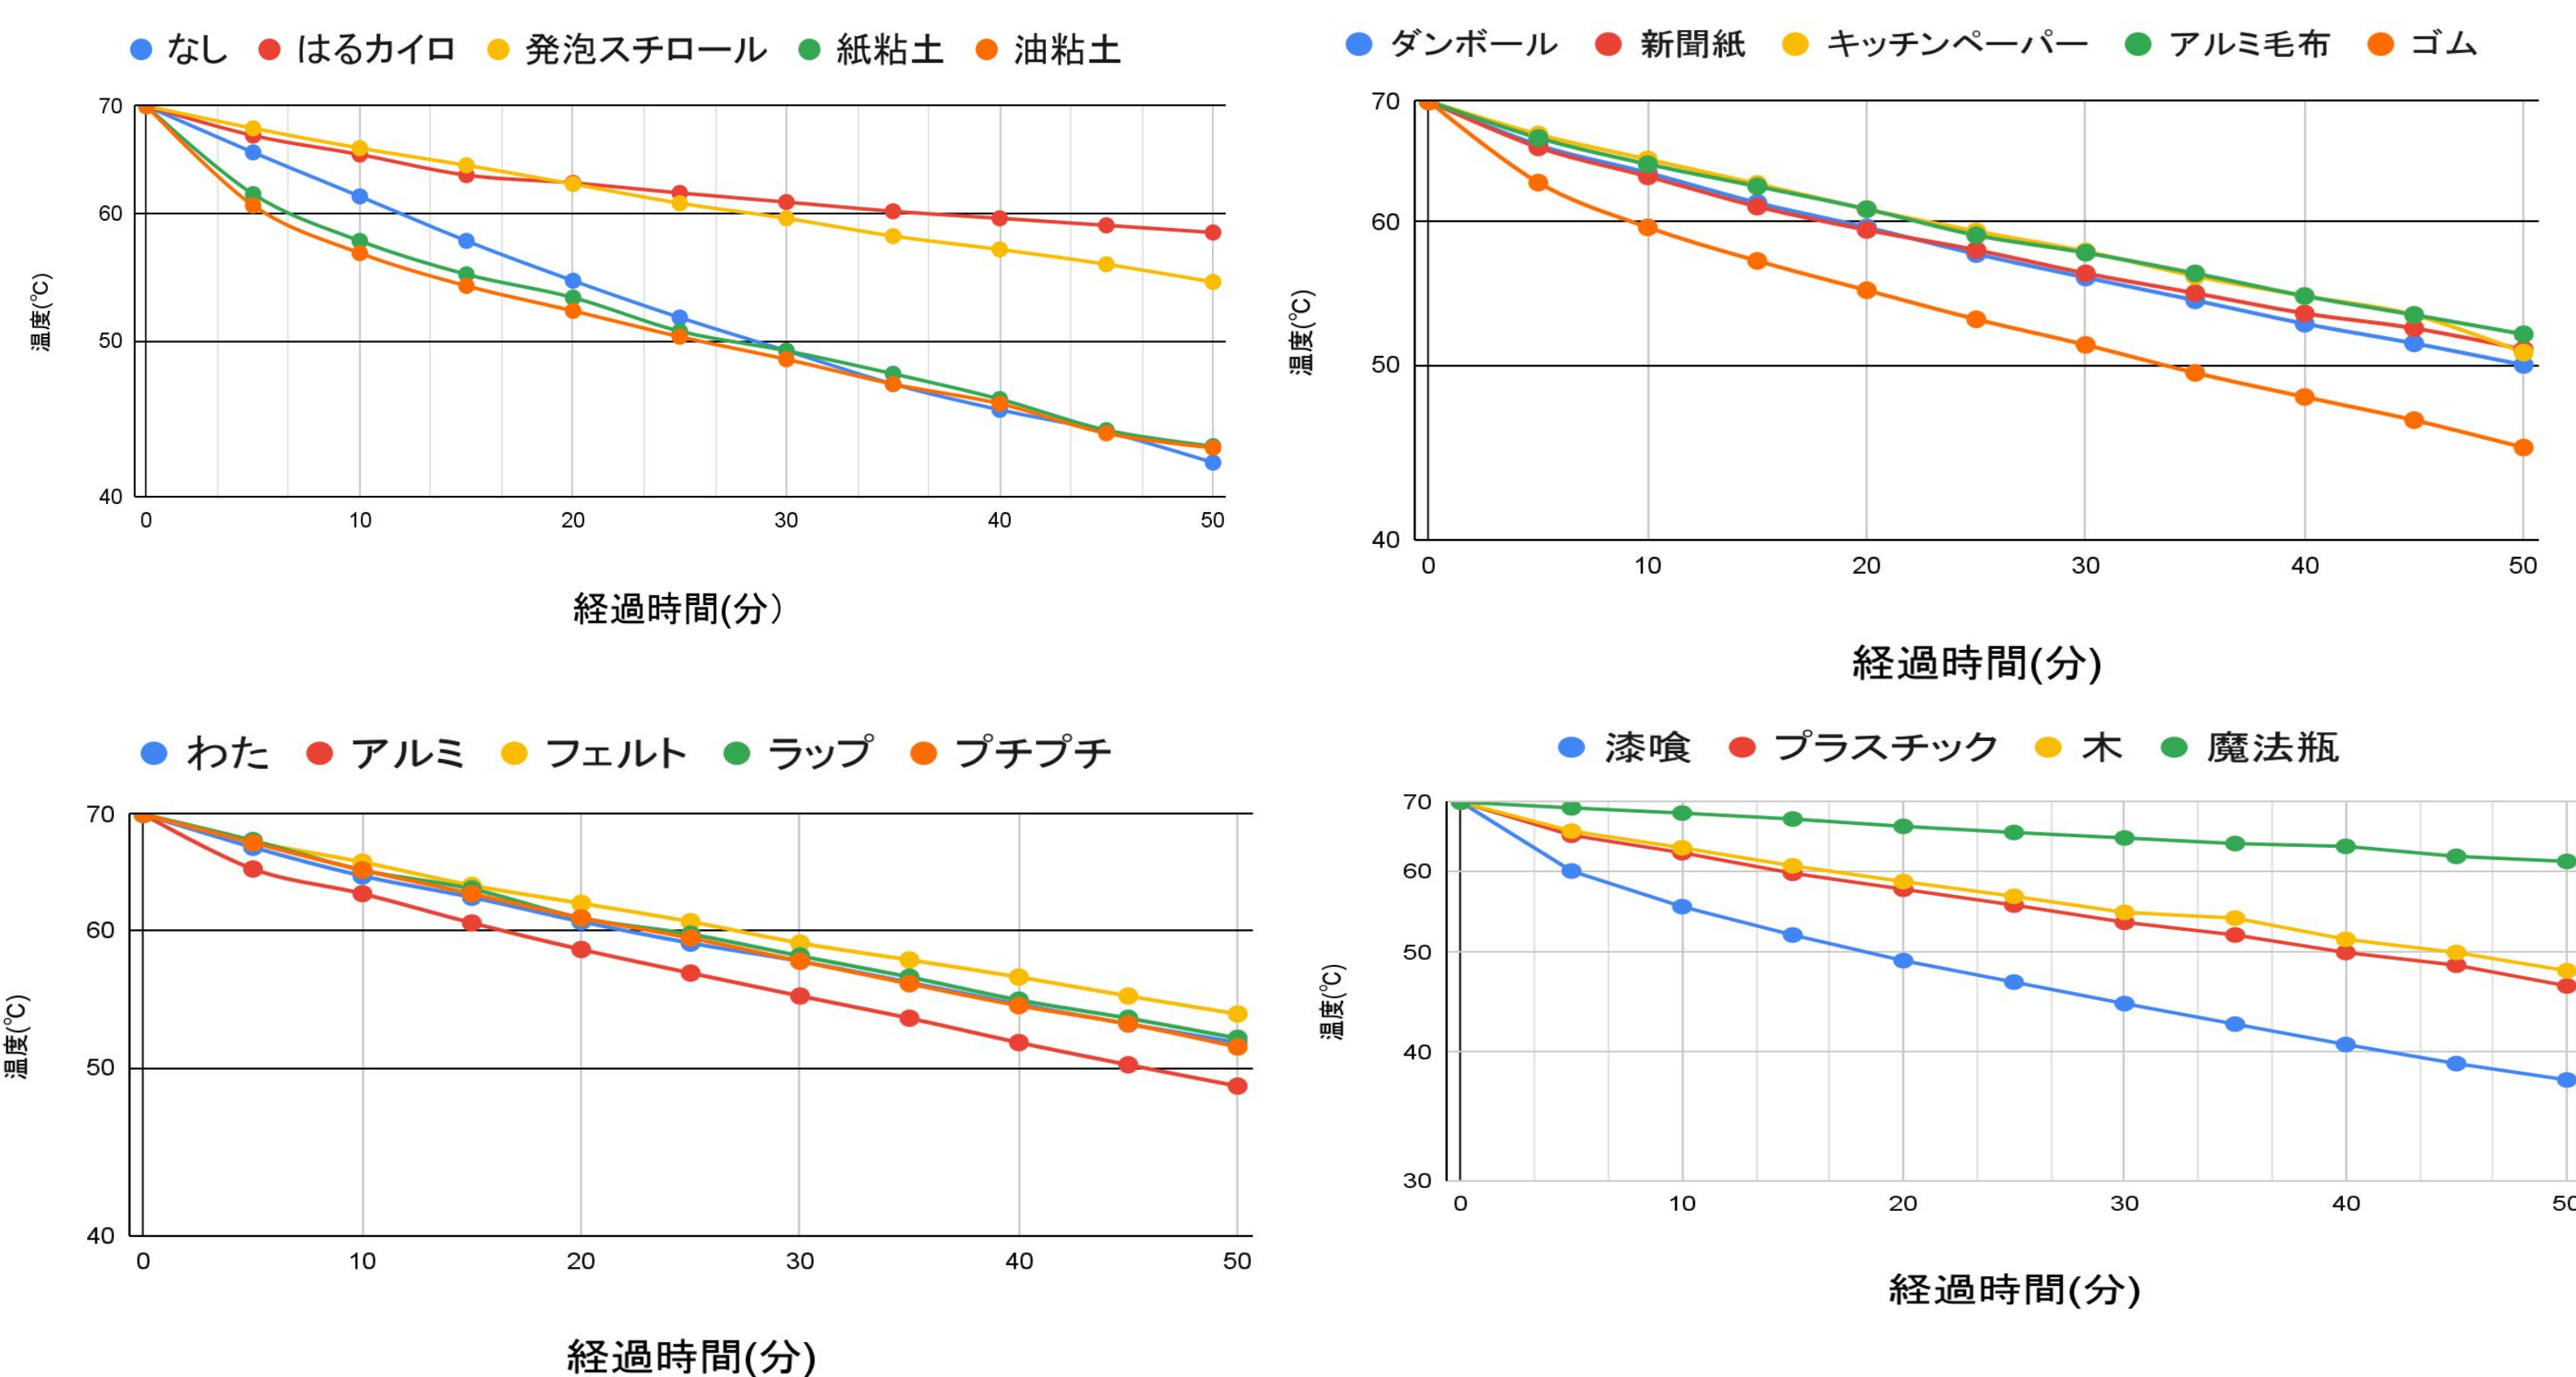 なし はるカイロ 発泡スチロール 紙粘土 油粘土
70
60
50
40
温度(℃)
0 10 20 30 40 50
経過時間(分)
ダンボール 新聞紙 キッチンペーパー アルミ毛布 ゴム
70
60
50
40
温度(℃)
0 10 20 30 40 50
経過時間(分)
わた アルミ フェルト ラップ プチプチ
70
60
50
40
温度(℃)
0 10 20 30 40 50
経過時間(分)
漆喰 プラスチック 木 魔法瓶
70
60
50
40
30
温度(℃)
0 10 20 30 40 50
経過時間(分)